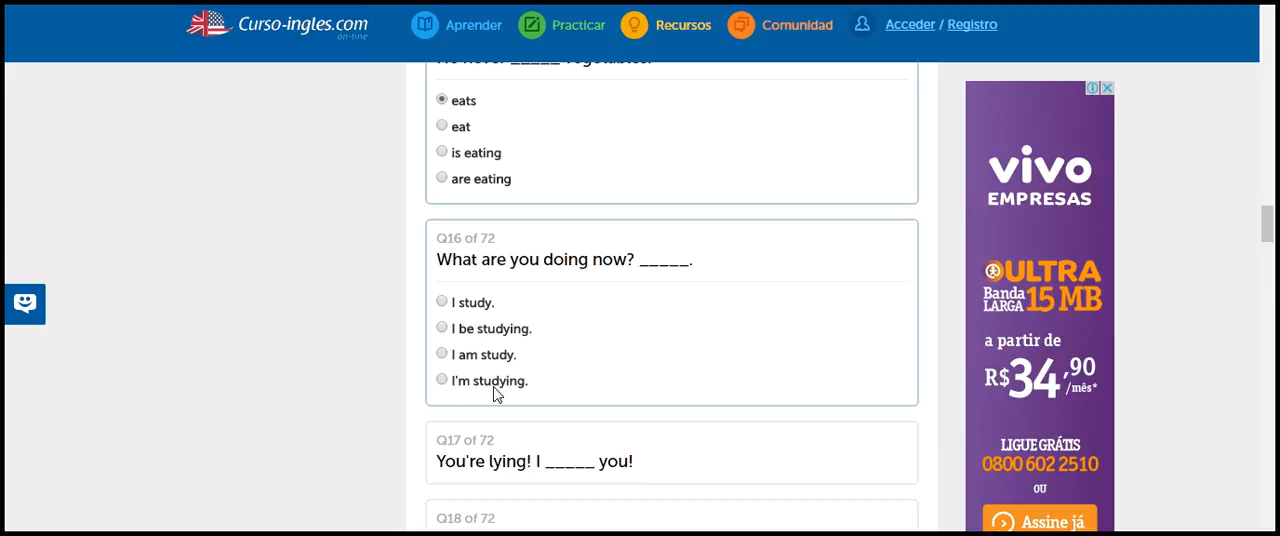 Curso-ingles.com
on-line
Aprender
Practicar
Recursos
Comunidad
Acceder / Registro
eats
eat
is eating
are eating
Q16 of 72
What are you doing now? _____.
I study.
I be studying.
I am study.
I'm studying.
Q17 of 72
You're lying! I _____ you!
Q18 of 72
vivo
EMPRESAS
ULTRA
Banda
LARGA 15 MB
a partir de
R$34,90
/mês*
LIGUE GRÁTIS
0800 602 2510
OU
Assine já